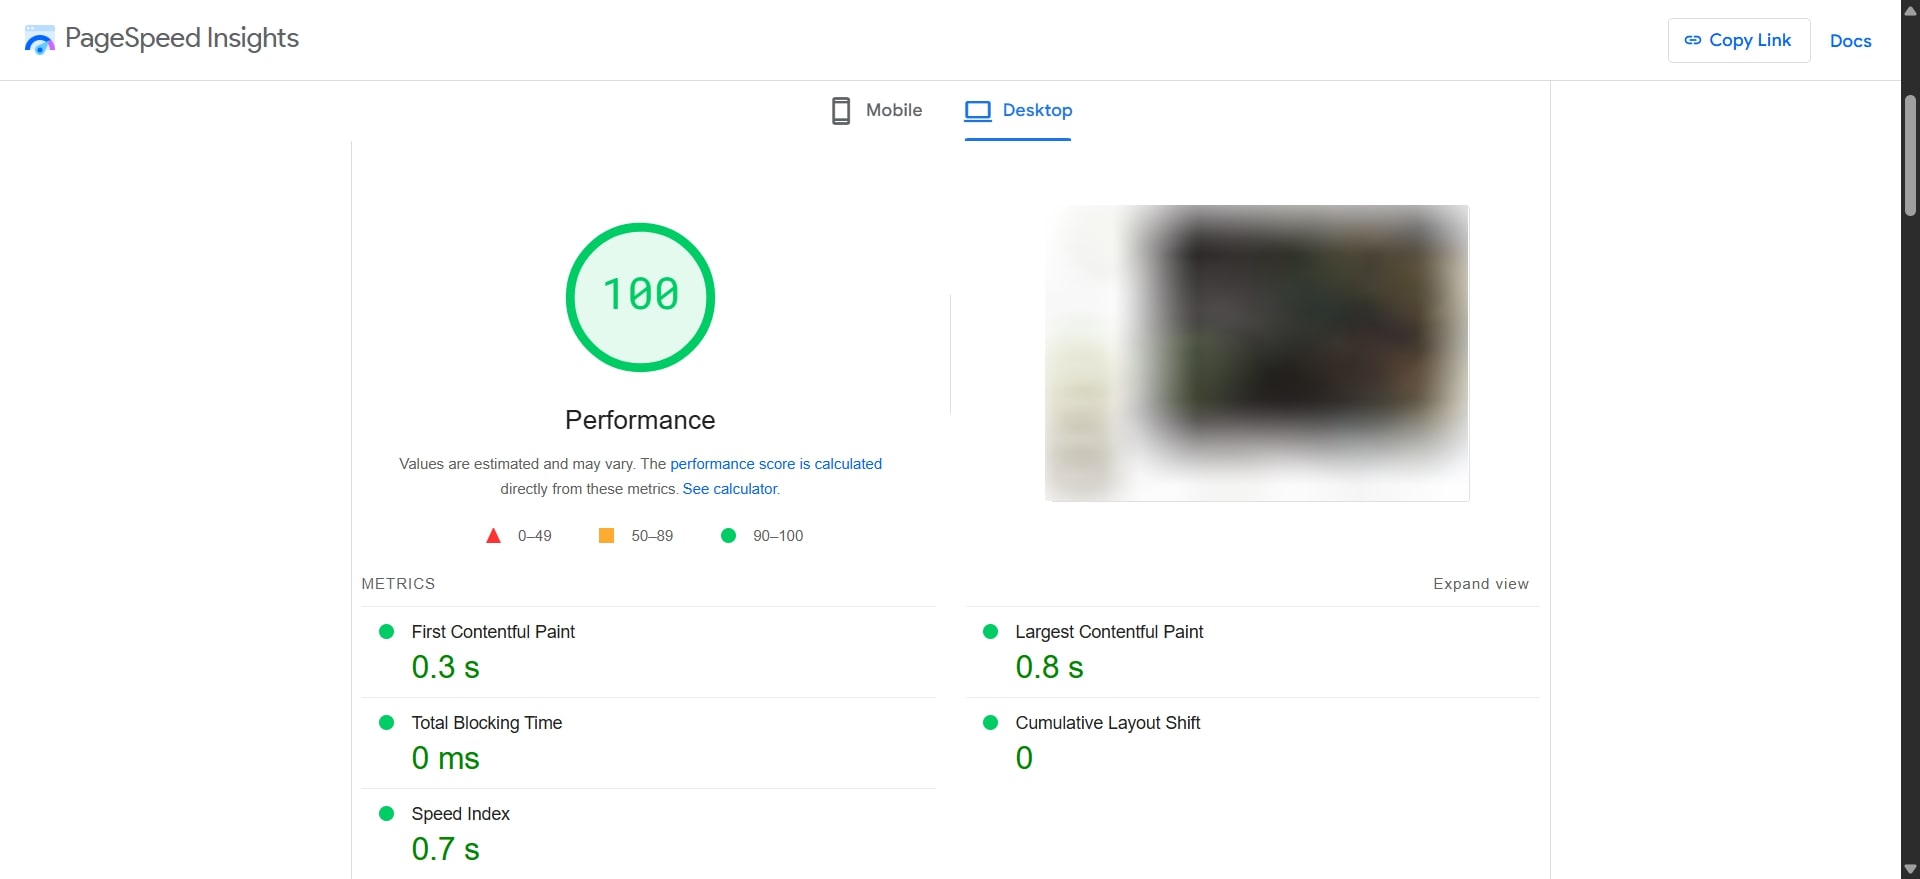 PageSpeed Insights
Copy Link
Docs
Mobile
Desktop
100
Performance
Values are estimated and may vary. The performance score is calculated
directly from these metrics. See calculator.
0–49
50–89
90–100
METRICS
Expand view
First Contentful Paint
0.3 s
Largest Contentful Paint
0.8 s
Total Blocking Time
0 ms
Cumulative Layout Shift
0
Speed Index
0.7 s